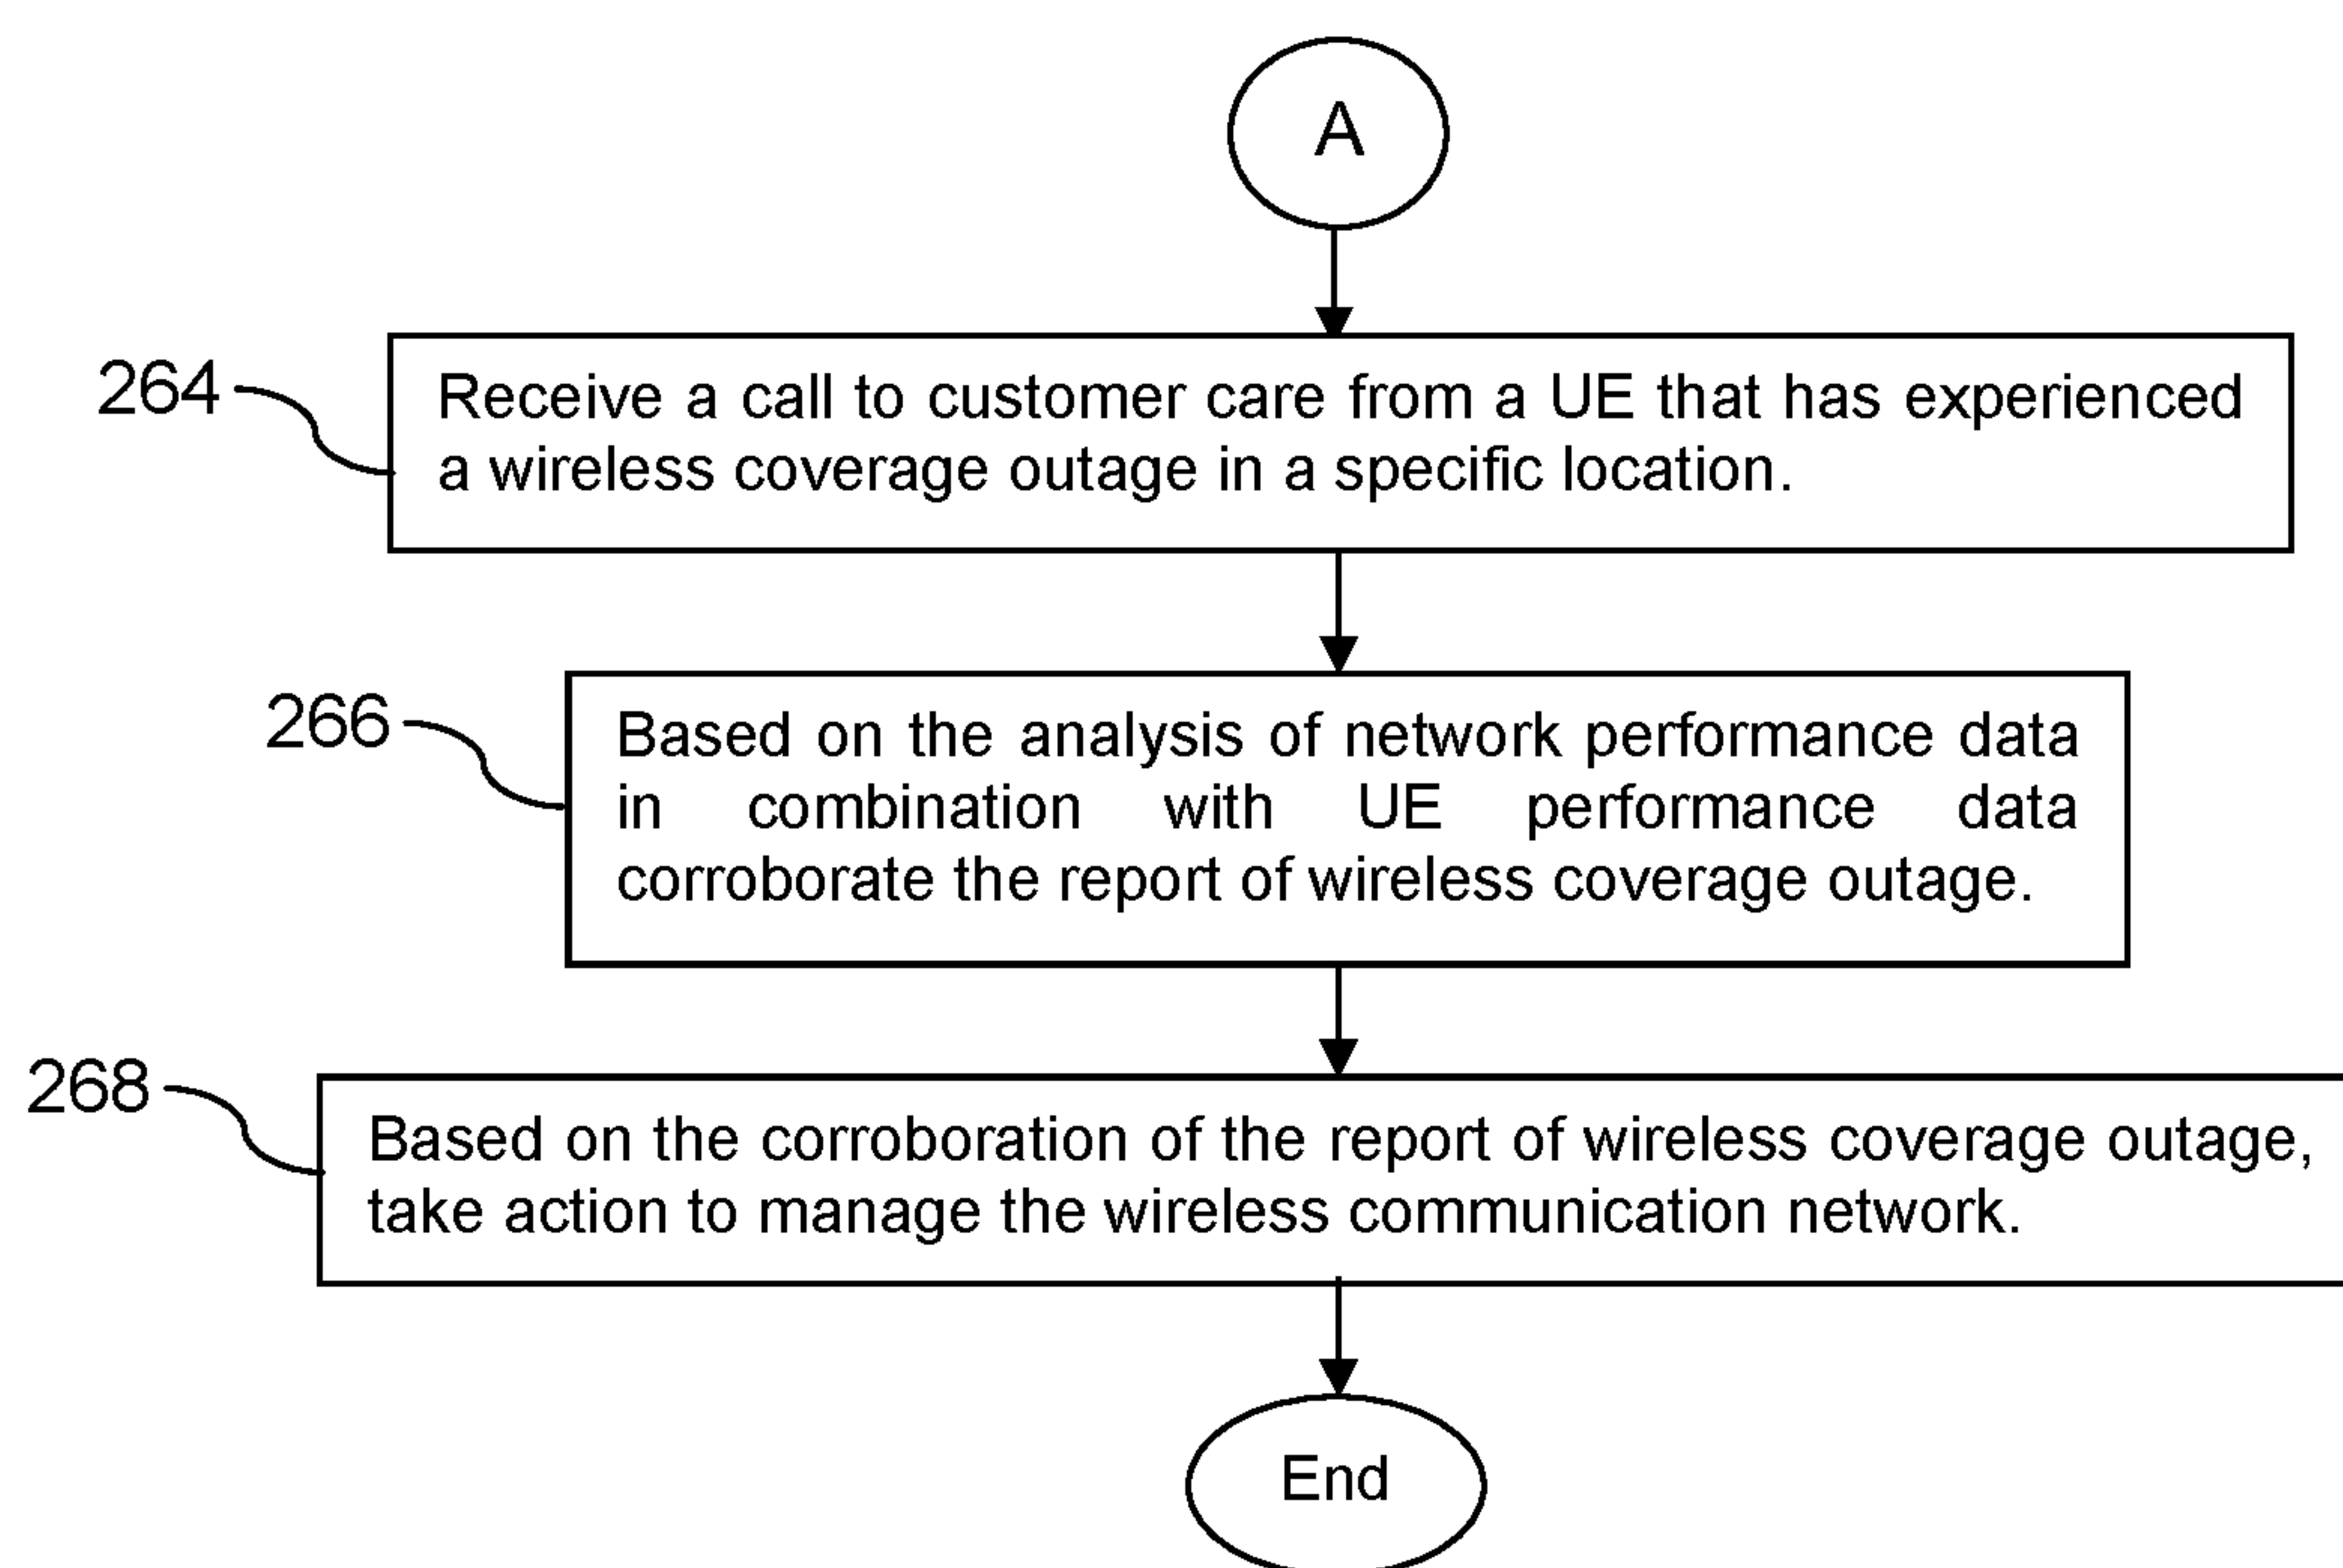 A
264
Receive a call to customer care from a UE that has experienced
a wireless coverage outage in a specific location.
266
Based on the analysis of network performance data
in combination with UE performance data
corroborate the report of wireless coverage outage.
268
Based on the corroboration of the report of wireless coverage outage,
take action to manage the wireless communication network.
End